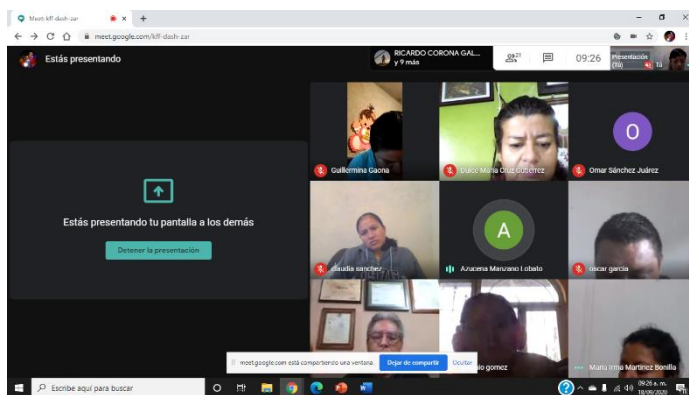 Meet: kff-dash-zar
meet.google.com/kff-dash-zar
Estás presentando
RICARDO CORONA GAL...
y 9 más
21
09:26
Presentación
(Tú)
Tú
Guillermina Gaona
Dulce María Cruz Gutierrez
Omar Sánchez Juárez
O
Estás presentando tu pantalla a los demás
Detener la presentación
claudia sanchez
A
Azucena Manzano Lobato
oscar garcia
meet.google.com está compartiendo una ventana.
Dejar de compartir
Ocultar
gomez
Maria Irma Martinez Bonilla
Escribe aquí para buscar
09:26 a. m.
18/06/2020